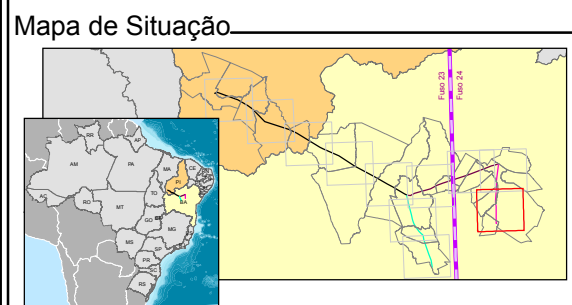 Mapa de Situação
Fuso 23
Fuso 24
RR
AP
AM
PA
MA
CE
PI
AC
RO
TO
BA
MT
GO
MG
MS
SP
PR
SC
RS